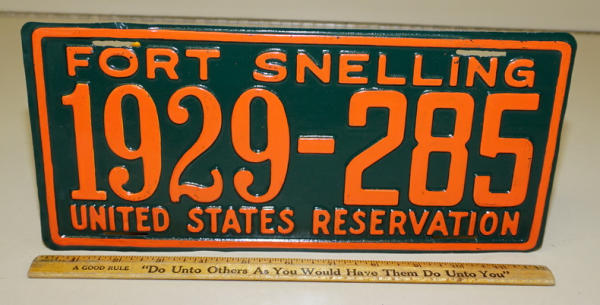 FORT SNELLING
1929-285
UNITED STATES RESERVATION
A GOOD RULE "Do Unto Others As You Would Have Them Do Unto You"